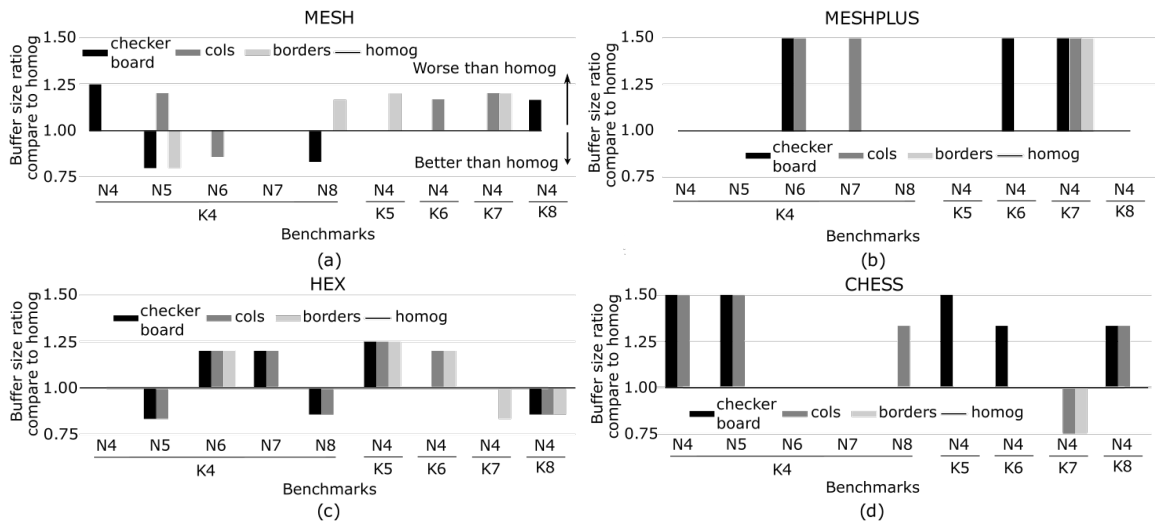 MESH
Buffer size ratio
compare to homog
1.50
1.25
1.00
0.75
checker
board
cols
borders
homog
Worse than homog
Better than homog
N4 N5 N6 N7 N8 N4 N4 N4 N4
K4 K5 K6 K7 K8
Benchmarks
(a)
MESHPLUS
Buffer size ratio
compare to homog
1.50
1.25
1.00
0.75
checker
board
cols
borders
homog
N4 N5 N6 N7 N8 N4 N4 N4 N4
K4 K5 K6 K7 K8
Benchmarks
(b)
HEX
Buffer size ratio
compare to homog
1.50
1.25
1.00
0.75
checker
board
cols
borders
homog
N4 N5 N6 N7 N8 N4 N4 N4 N4
K4 K5 K6 K7 K8
Benchmarks
(c)
CHESS
Buffer size ratio
compare to homog
1.50
1.25
1.00
0.75
checker
board
cols
borders
homog
N4 N5 N6 N7 N8 N4 N4 N4 N4
K4 K5 K6 K7 K8
Benchmarks
(d)